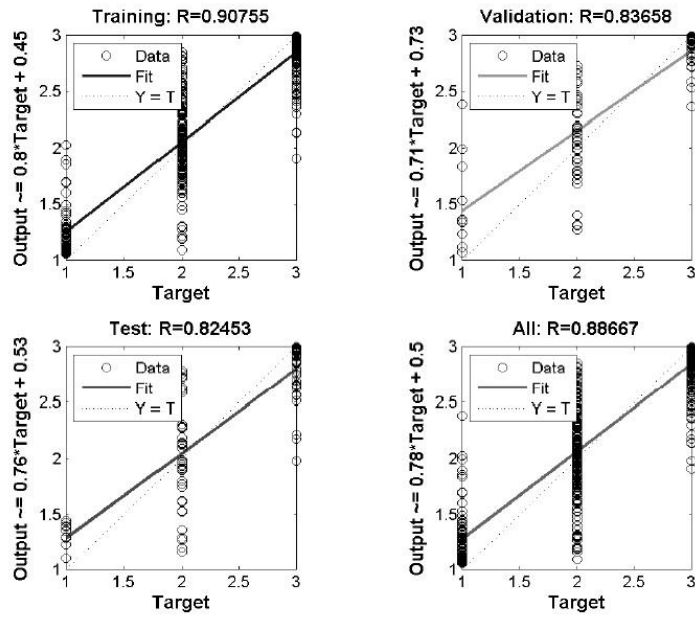 Training: R=0.90755
Output ~= 0.8*Target + 0.45
3
2.5
2
1.5
1
Data
Fit
Y = T
1 1.5 2 2.5 3
Target
Validation: R=0.83658
Output ~= 0.71*Target + 0.73
3
2.5
2
1.5
1
Data
Fit
Y = T
1 1.5 2 2.5 3
Target
Test: R=0.82453
Output ~= 0.76*Target + 0.53
3
2.5
2
1.5
1
Data
Fit
Y = T
1 1.5 2 2.5 3
Target
All: R=0.88667
Output ~= 0.78*Target + 0.5
3
2.5
2
1.5
1
Data
Fit
Y = T
1 1.5 2 2.5 3
Target